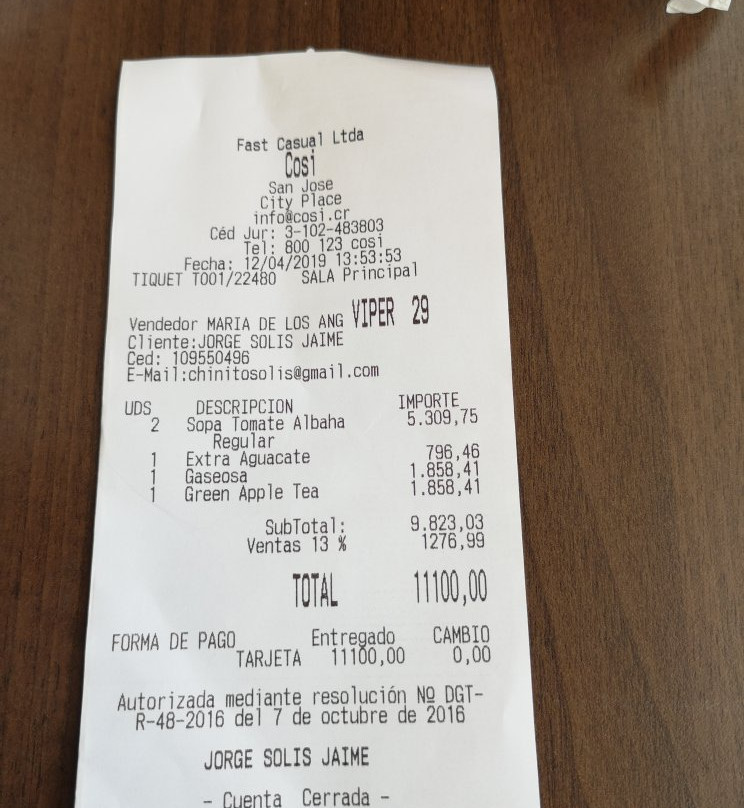 Fast Casual Ltda
Cosi
San Jose
City Place
info@cosi.cr
Céd Jur: 3-102-483803
Tel: 800 123 cosi
Fecha: 12/04/2019 13:53:53
TIQUET T001/22480 SALA Principal
Vendedor MARIA DE LOS ANG VIPER 29
Cliente:JORGE SOLIS JAIME
Ced: 109550496
E-Mail:chinitosolis@gmail.com
UDS DESCRIPCION IMPORTE
2 Sopa Tomate Albaha 5.309,75
Regular
1 Extra Aguacate 796,46
1 Gaseosa 1.858,41
1 Green Apple Tea 1.858,41
SubTotal: 9.823,03
Ventas 13 % 1276,99
TOTAL 11100,00
FORMA DE PAGO Entregado CAMBIO
TARJETA 11100,00 0,00
Autorizada mediante resolución Nº DGT-
R-48-2016 del 7 de octubre de 2016
JORGE SOLIS JAIME
- Cuenta Cerrada -